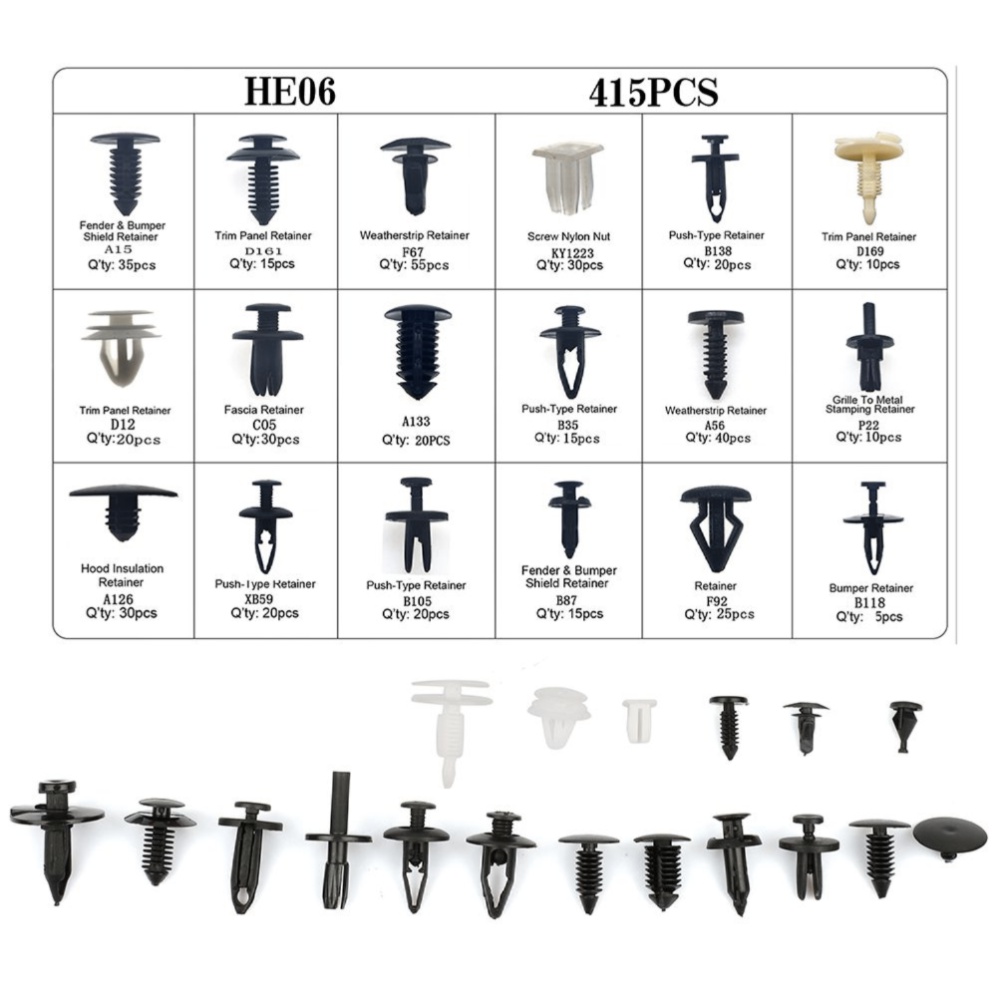 HE06 415PCS
Fender & Bumper
Shield Retainer
A15
Q'ty: 35pcs
Trim Panel Retainer
D161
Q'ty: 15pcs
Weatherstrip Retainer
F67
Q'ty: 55pcs
Screw Nylon Nut
KY1223
Q'ty: 30pcs
Push-Type Retainer
B138
Q'ty: 20pcs
Trim Panel Retainer
D169
Q'ty: 10pcs
Trim Panel Retainer
D12
Q'ty:20pcs
Fascia Retainer
C05
Q'ty:30pcs
A133
Q'ty: 20PCS
Push-Type Retainer
B35
Q'ty: 15pcs
Weatherstrip Retainer
A56
Q'ty: 40pcs
Grille To Metal
Stamping Retainer
P22
Q'ty: 10pcs
Hood Insulation
Retainer
A126
Q'ty: 30pcs
Push-Type Retainer
XB59
Q'ty: 20pcs
Push-Type Retainer
B105
Q'ty: 20pcs
Fender & Bumper
Shield Retainer
B87
Q'ty: 15pcs
Retainer
F92
Q'ty: 25pcs
Bumper Retainer
B118
Q'ty: 5pcs